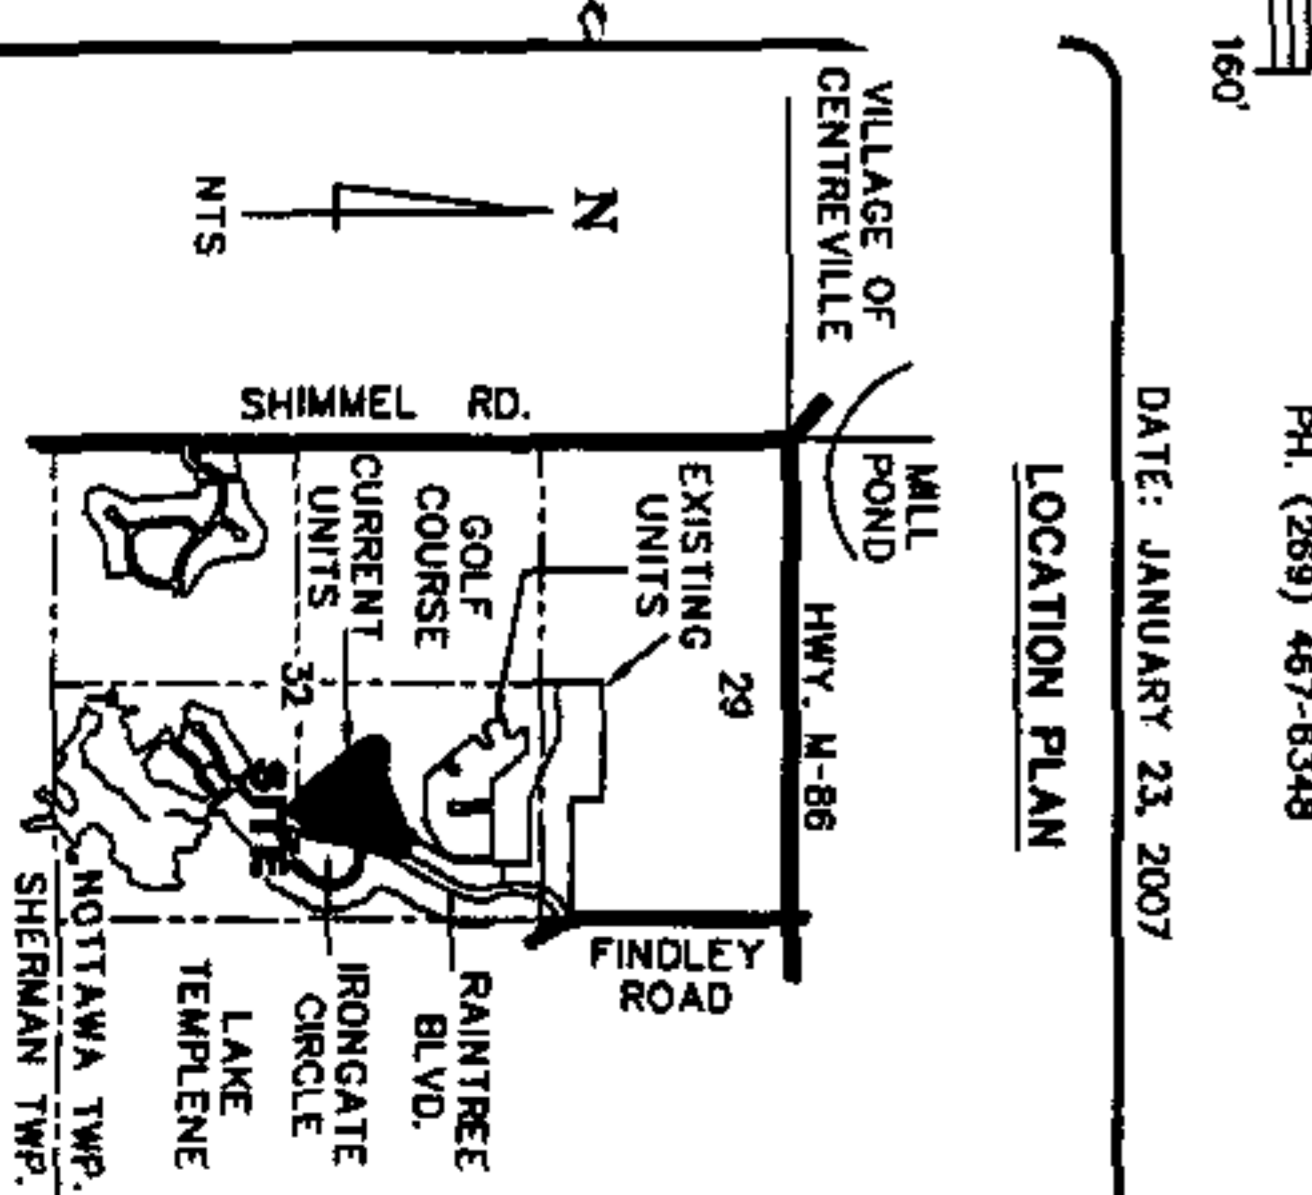 160'
PH. (269) 467-6348
DATE: JANUARY 23, 2007
LOCATION PLAN
VILLAGE OF
CENTREVILLE
MILL
POND
HWY. M-86
N
NTS
SHIMMEL RD.
EXISTING
UNITS
29
GOLF
COURSE
CURRENT
UNITS
32
SITE
FINDLEY
ROAD
RAINTREE
BLVD.
IRONGATE
CIRCLE
LAKE
TEMPLENE
NOTTAWA TWP.
SHERMAN TWP.